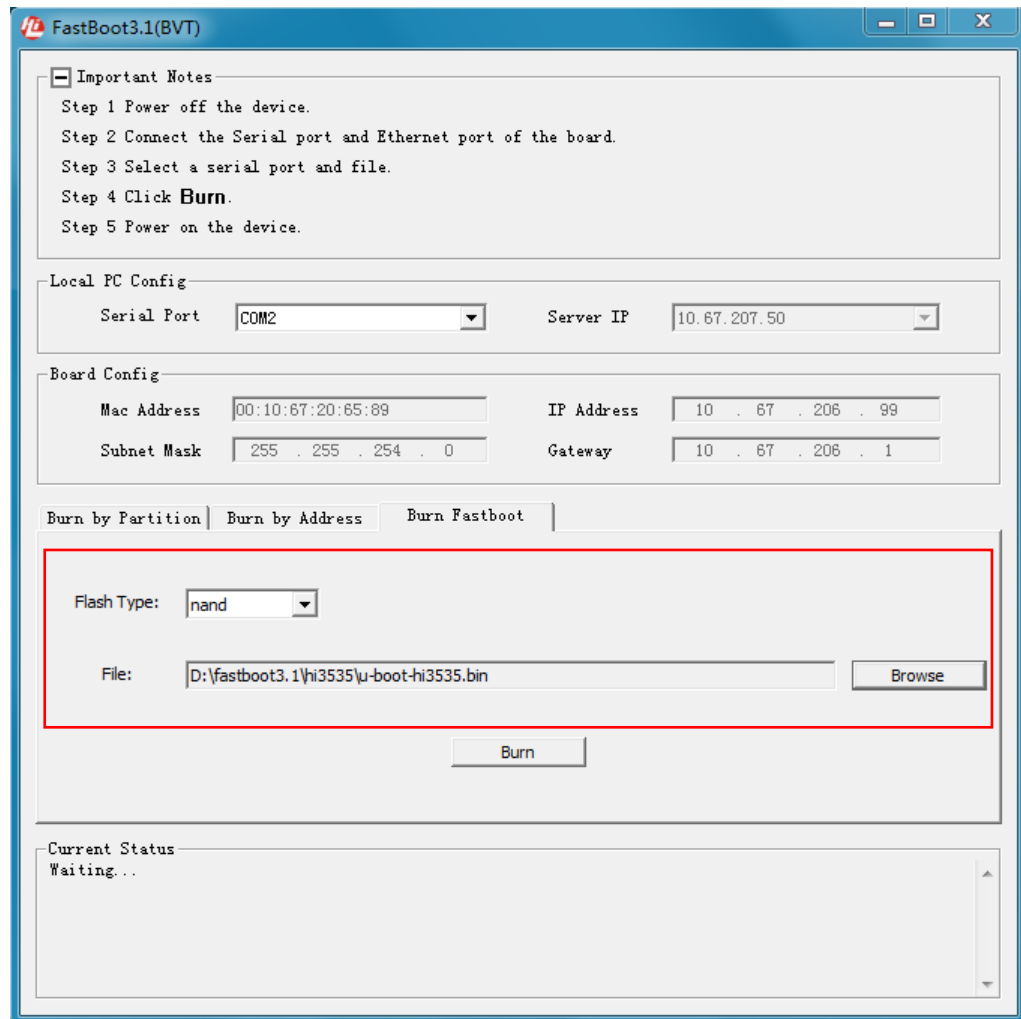 FastBoot3.1(BVT)
Important Notes
Step 1 Power off the device.
Step 2 Connect the Serial port and Ethernet port of the board.
Step 3 Select a serial port and file.
Step 4 Click Burn.
Step 5 Power on the device.
Local PC Config
Serial Port COM2 Server IP 10.67.207.50
Board Config
Mac Address 00:10:67:20:65:89 IP Address 10 . 67 . 206 . 99
Subnet Mask 255 . 255 . 254 . 0 Gateway 10 . 67 . 206 . 1
Burn by Partition Burn by Address Burn Fastboot
Flash Type: nand
File: D:\fastboot3.1\hi3535\u-boot-hi3535.bin Browse
Burn
Current Status
Waiting...